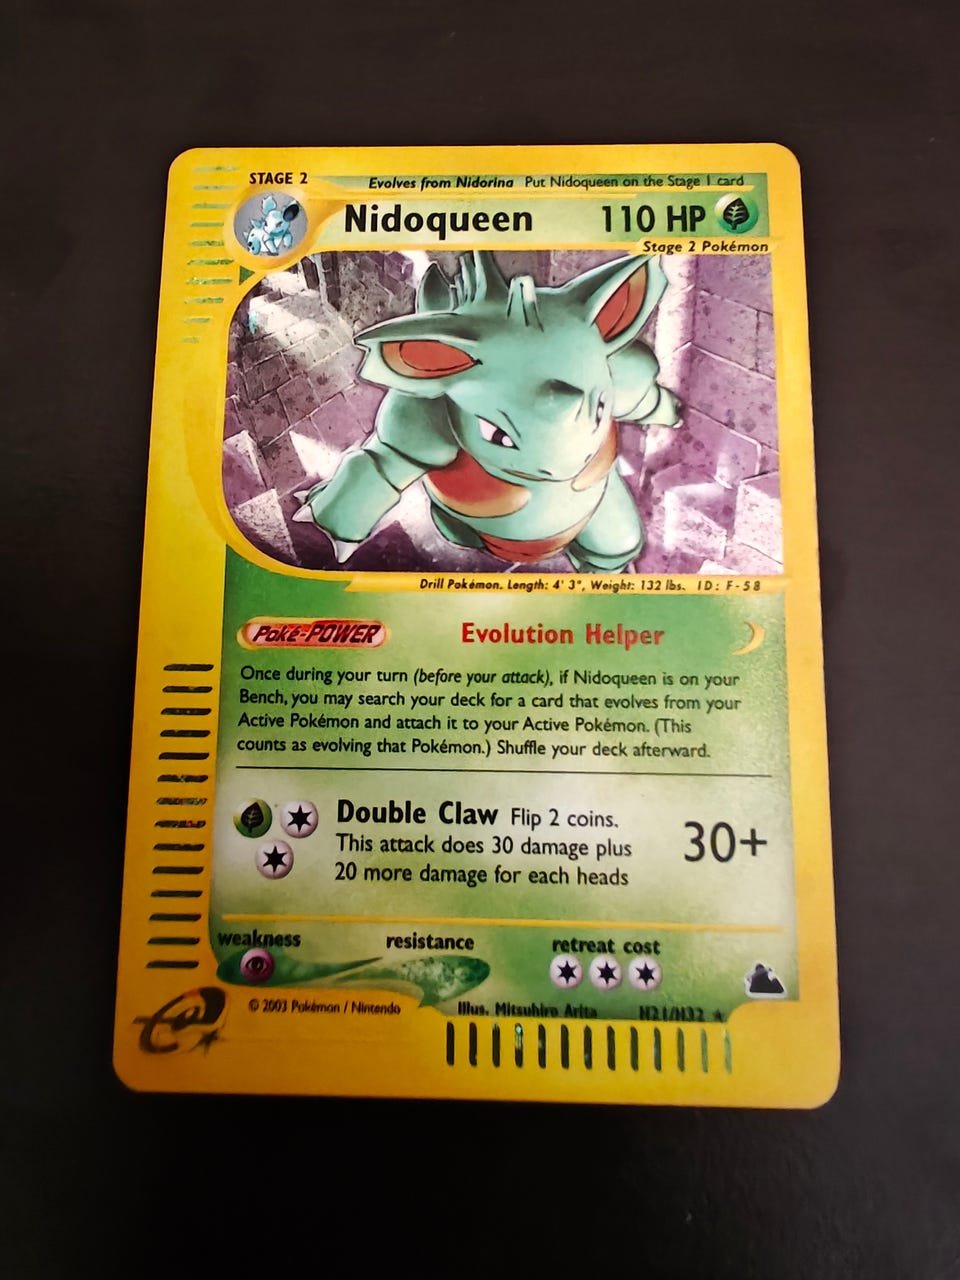 STAGE 2
Evolves from Nidorina Put Nidoqueen on the Stage 1 card
Nidoqueen 110 HP
Stage 2 Pokémon
Drill Pokémon. Length: 4' 3", Weight: 132 lbs. ID: F-58
Poké-POWER Evolution Helper
Once during your turn (before your attack), if Nidoqueen is on your
Bench, you may search your deck for a card that evolves from your
Active Pokémon and attach it to your Active Pokémon. (This
counts as evolving that Pokémon.) Shuffle your deck afterward.
Double Claw Flip 2 coins.
This attack does 30 damage plus
20 more damage for each heads
30+
weakness resistance retreat cost
© 2003 Pokémon / Nintendo Illus. Mitsuhiro Arita H21/H32 ★